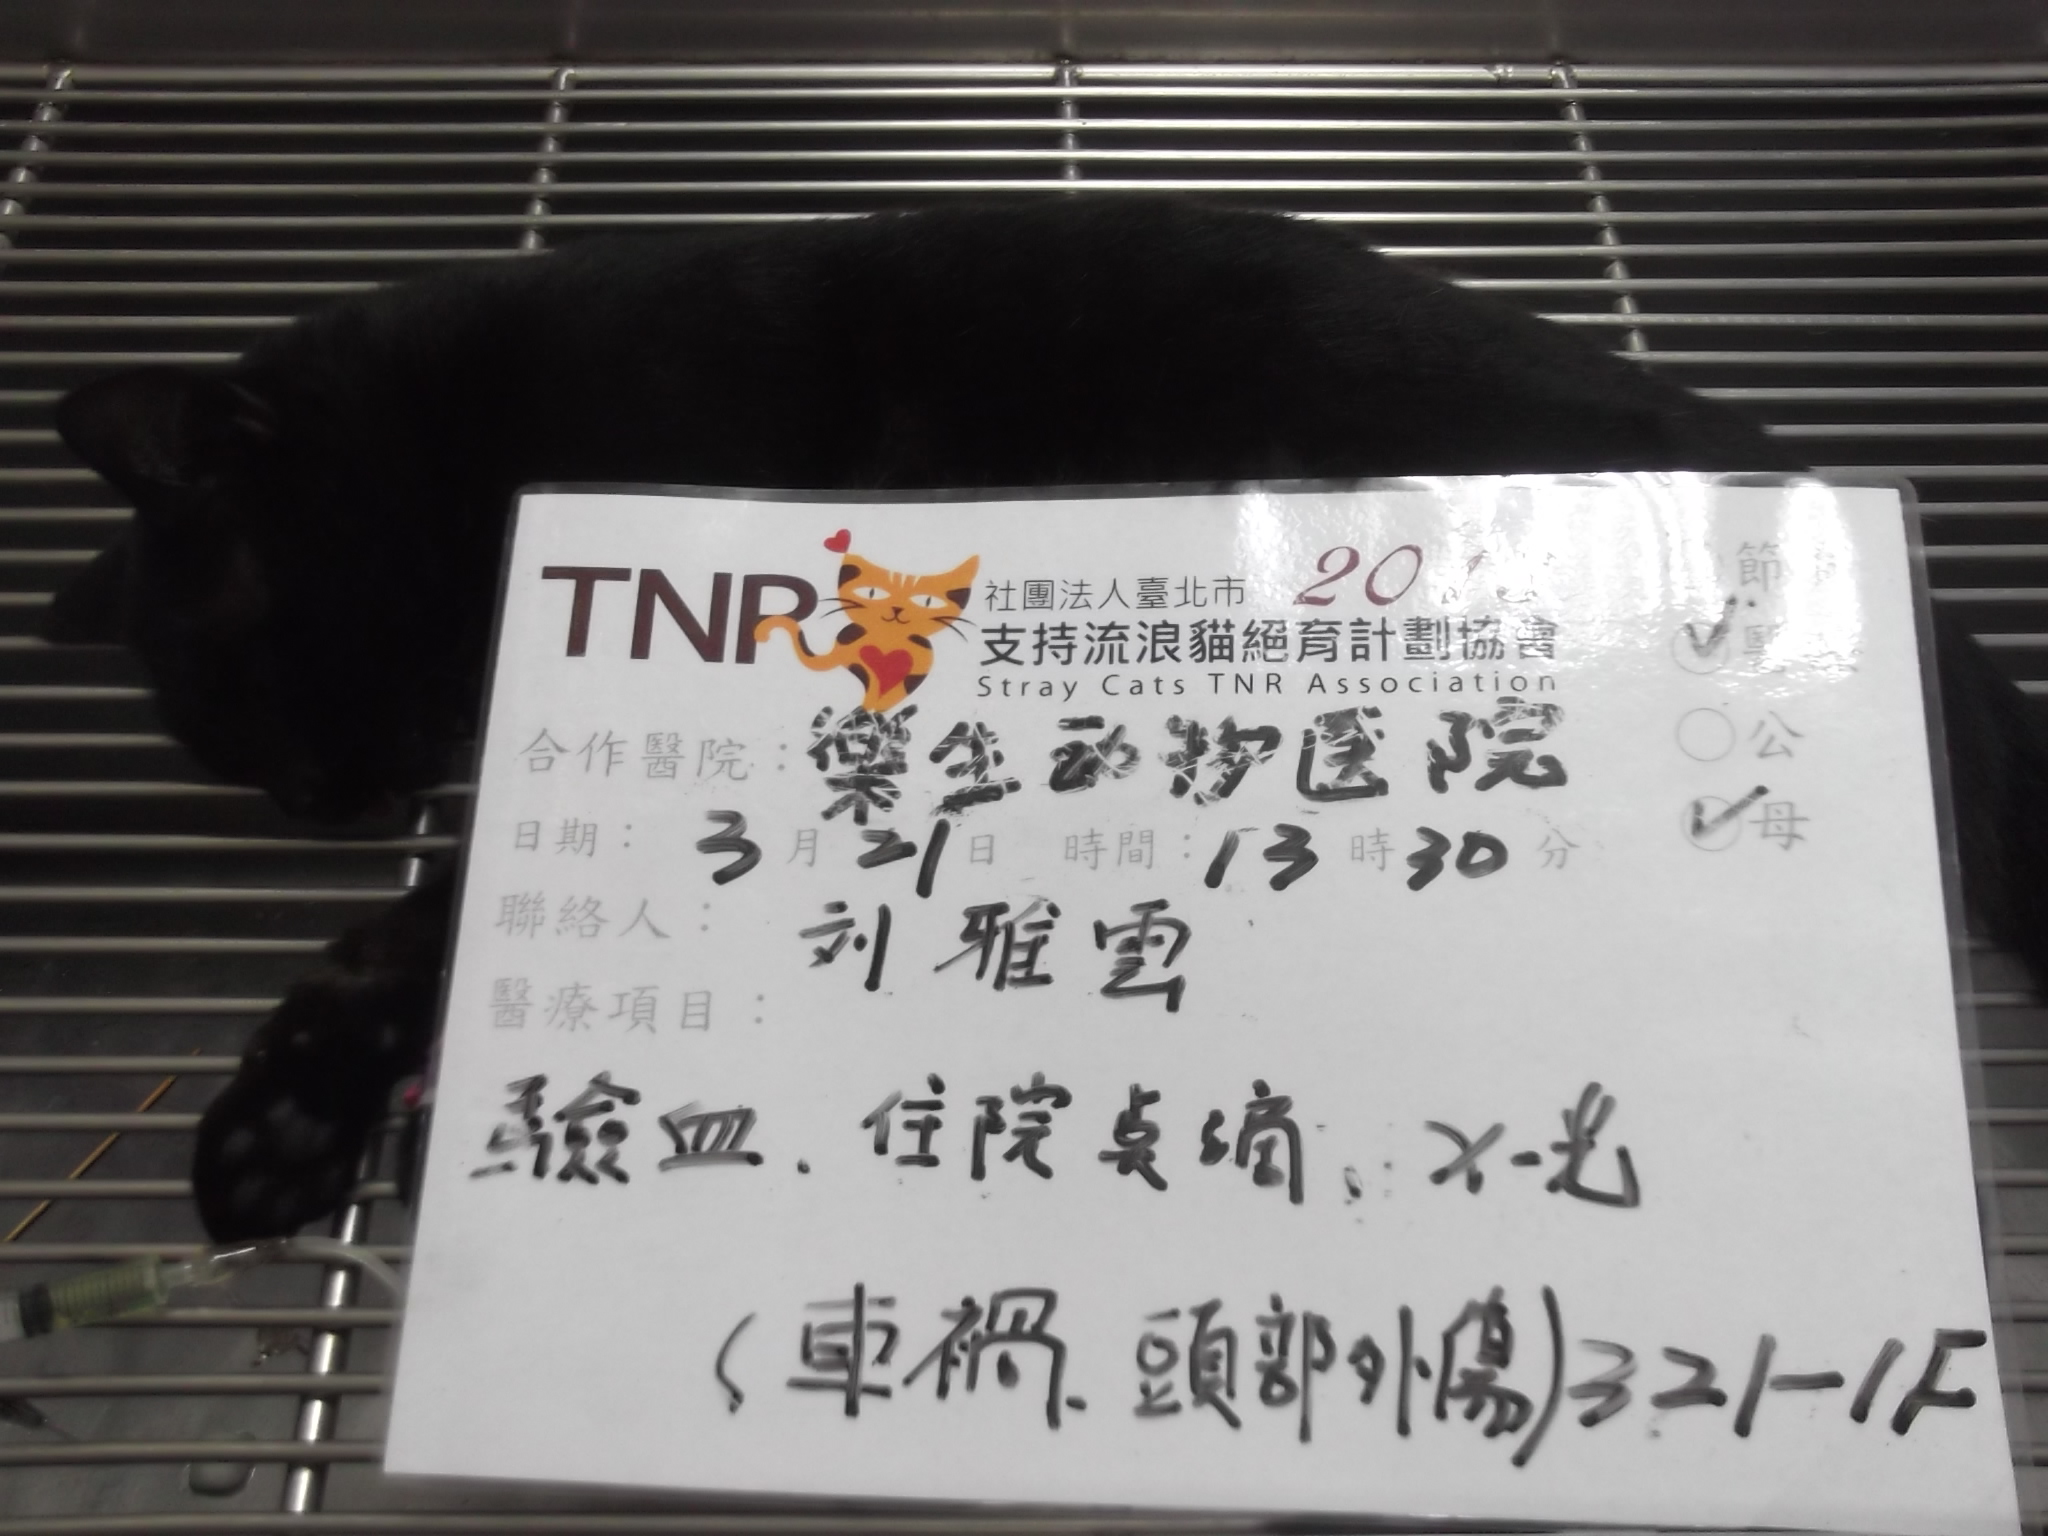 TNR
社團法人臺北市
支持流浪貓絕育計劃協會
Stray Cats TNR Association
合作醫院：樂生动物医院
日期：3月21日 時間：13時30分
聯絡人：刘雅雲
醫療項目：
驗血、住院点滴、X-光
(車禍、頭部外傷)321-1F
節
醫
公
母